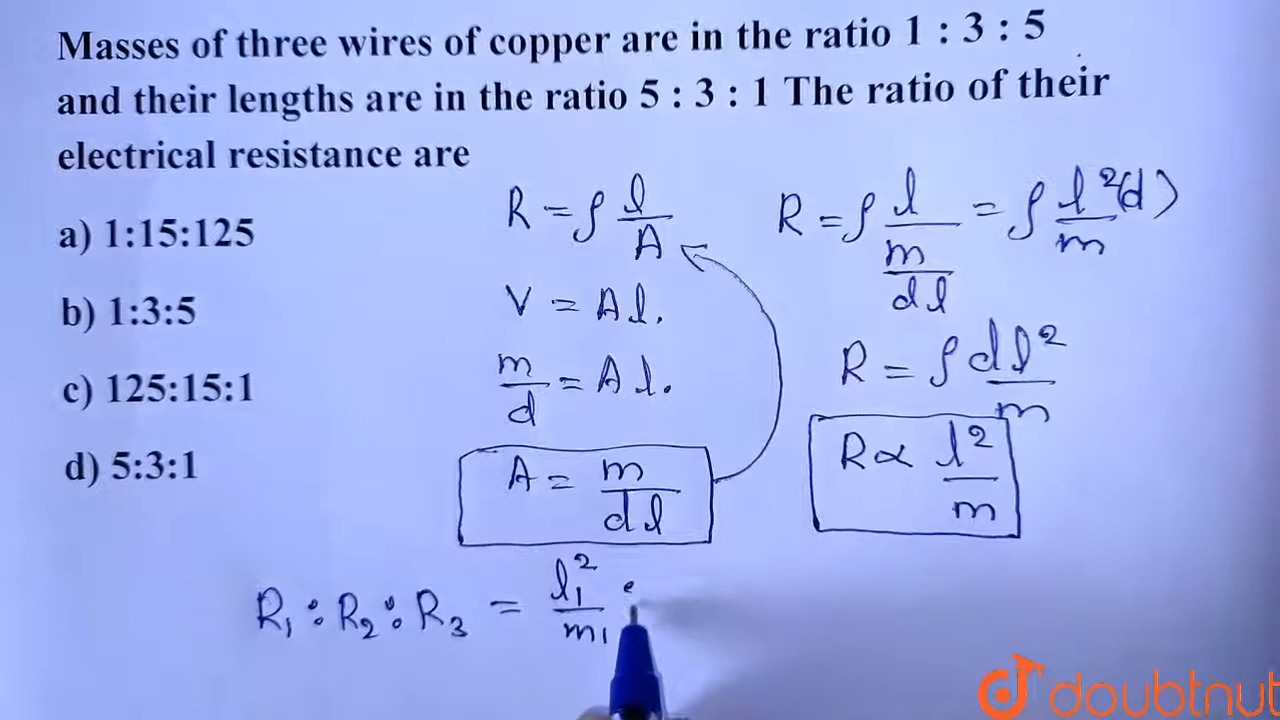 Masses of three wires of copper are in the ratio 1 : 3 : 5
and their lengths are in the ratio 5 : 3 : 1 The ratio of their
electrical resistance are
a) 1:15:125
b) 1:3:5
c) 125:15:1
d) 5:3:1
R = ρ l/A
V = Al.
m/d = Al.
A = m/dl
R = ρ l/(m/dl) = ρ l²(d)/m
R = ρ dl²/m
R ∝ l²/m
R₁ : R₂ : R₃ = l₁²/m₁ :
doubtnut